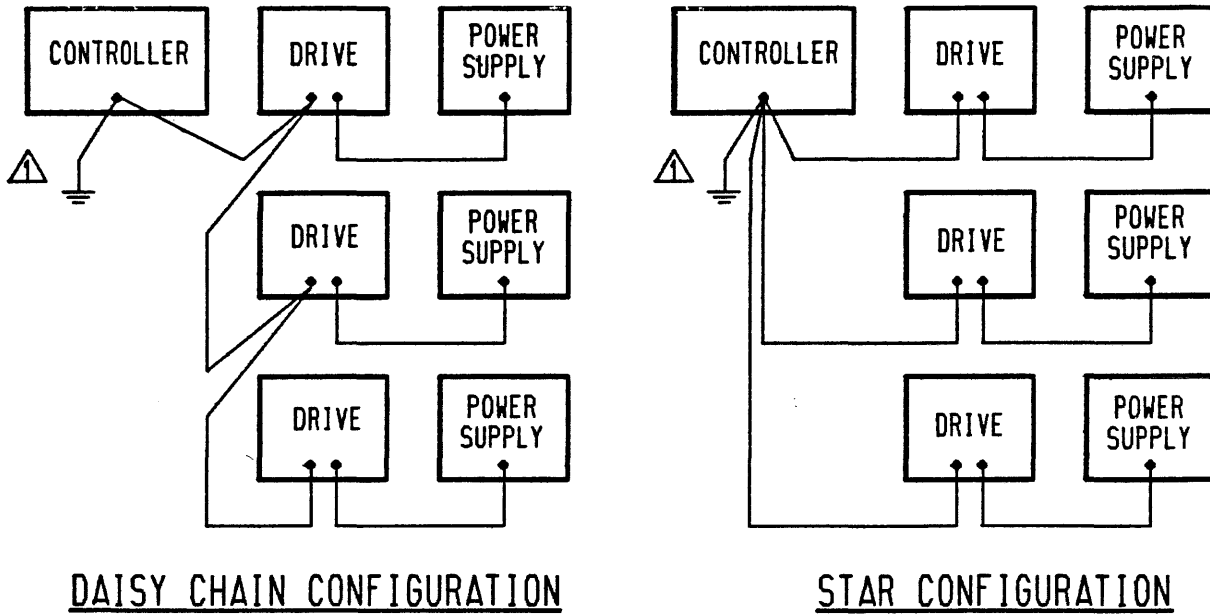 CONTROLLER
DRIVE
POWER
SUPPLY
1
DRIVE
POWER
SUPPLY
DRIVE
POWER
SUPPLY
DAISY CHAIN CONFIGURATION
CONTROLLER
DRIVE
POWER
SUPPLY
1
DRIVE
POWER
SUPPLY
DRIVE
POWER
SUPPLY
STAR CONFIGURATION